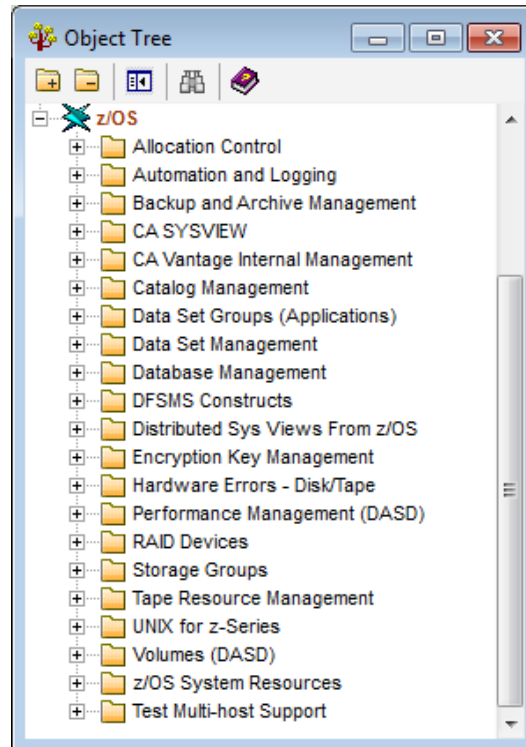 Object Tree
z/OS
Allocation Control
Automation and Logging
Backup and Archive Management
CA SYSVIEW
CA Vantage Internal Management
Catalog Management
Data Set Groups (Applications)
Data Set Management
Database Management
DFSMS Constructs
Distributed Sys Views From z/OS
Encryption Key Management
Hardware Errors - Disk/Tape
Performance Management (DASD)
RAID Devices
Storage Groups
Tape Resource Management
UNIX for z-Series
Volumes (DASD)
z/OS System Resources
Test Multi-host Support